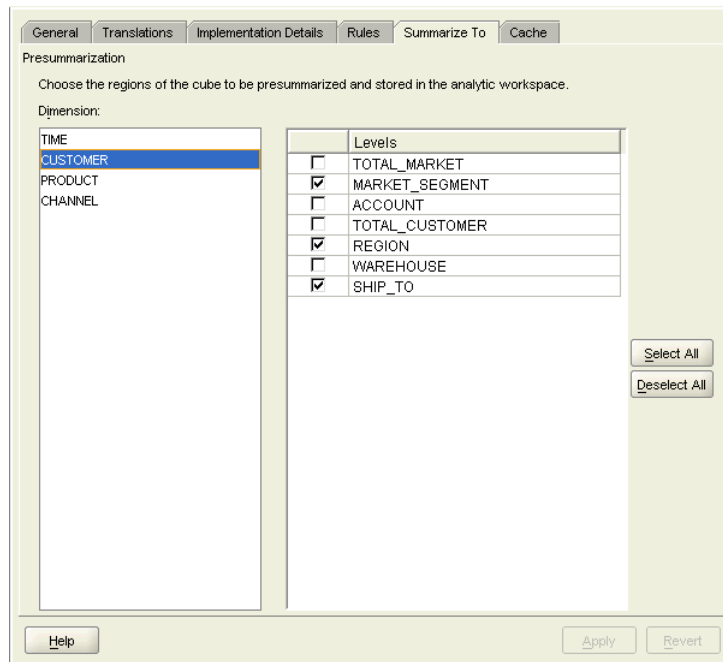 General Translations Implementation Details Rules Summarize To Cache
Presummarization
Choose the regions of the cube to be presummarized and stored in the analytic workspace.
Dimension:
TIME
CUSTOMER
PRODUCT
CHANNEL
Levels
TOTAL_MARKET
MARKET_SEGMENT
ACCOUNT
TOTAL_CUSTOMER
REGION
WAREHOUSE
SHIP_TO
Select All
Deselect All
Help Apply Revert